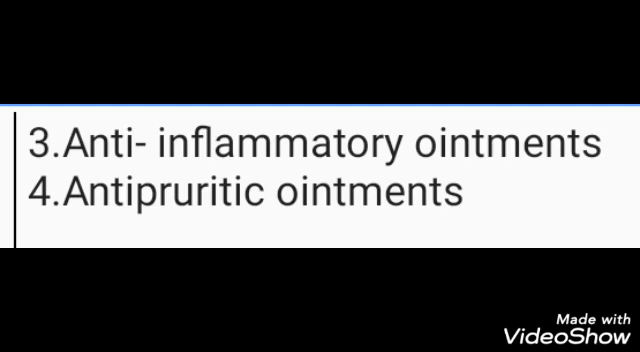 3.Anti- inflammatory ointments
4.Antipruritic ointments
Made with
VideoShow